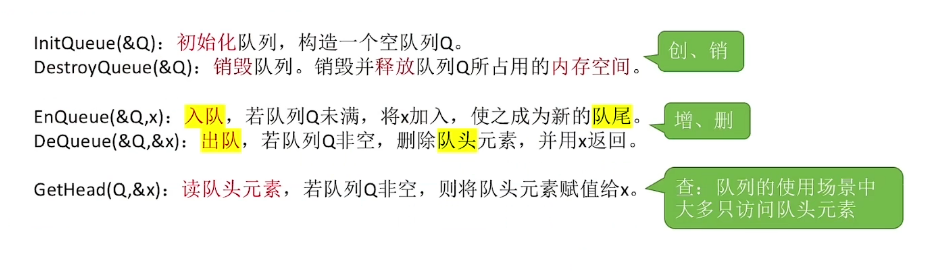 InitQueue(&Q)：初始化队列，构造一个空队列Q。
DestroyQueue(&Q)：销毁队列。销毁并释放队列Q所占用的内存空间。
创、销
EnQueue(&Q,x)：入队，若队列Q未满，将x加入，使之成为新的队尾。
DeQueue(&Q,&x)：出队，若队列Q非空，删除队头元素，并用x返回。
增、删
GetHead(Q,&x)：读队头元素，若队列Q非空，则将队头元素赋值给x。
查：队列的使用场景中
大多只访问队头元素